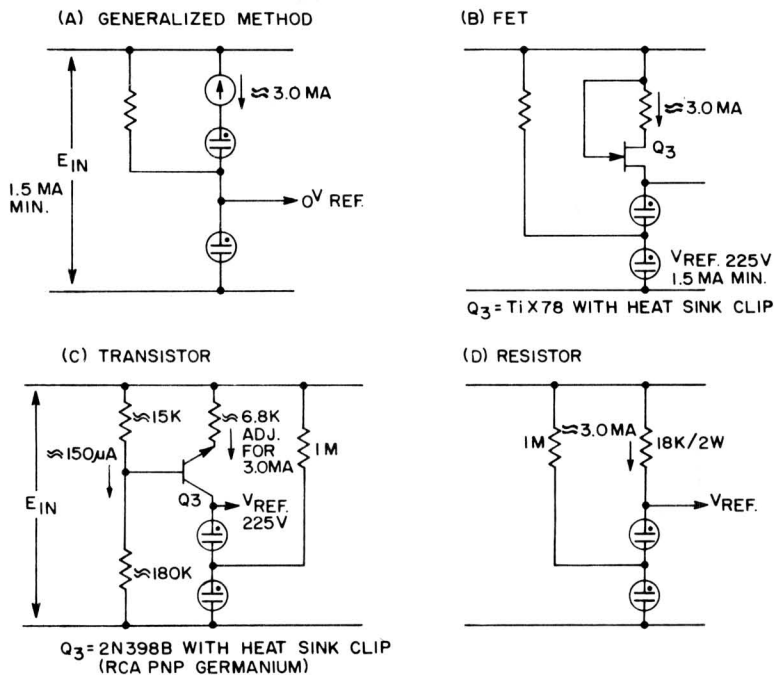 (A) GENERALIZED METHOD
≈3.0 MA
E IN
1.5 MA
MIN.
0V REF.
(B) FET
≈3.0 MA
Q3
VREF. 225V
1.5 MA MIN.
Q3 = TiX78 WITH HEAT SINK CLIP
(C) TRANSISTOR
≈15K
≈6.8K
ADJ.
FOR
3.0MA
1M
≈150µA
Q3
E IN
VREF.
225V
≈180K
Q3 = 2N398B WITH HEAT SINK CLIP
(RCA PNP GERMANIUM)
(D) RESISTOR
1M
≈3.0 MA
18K/2W
VREF.